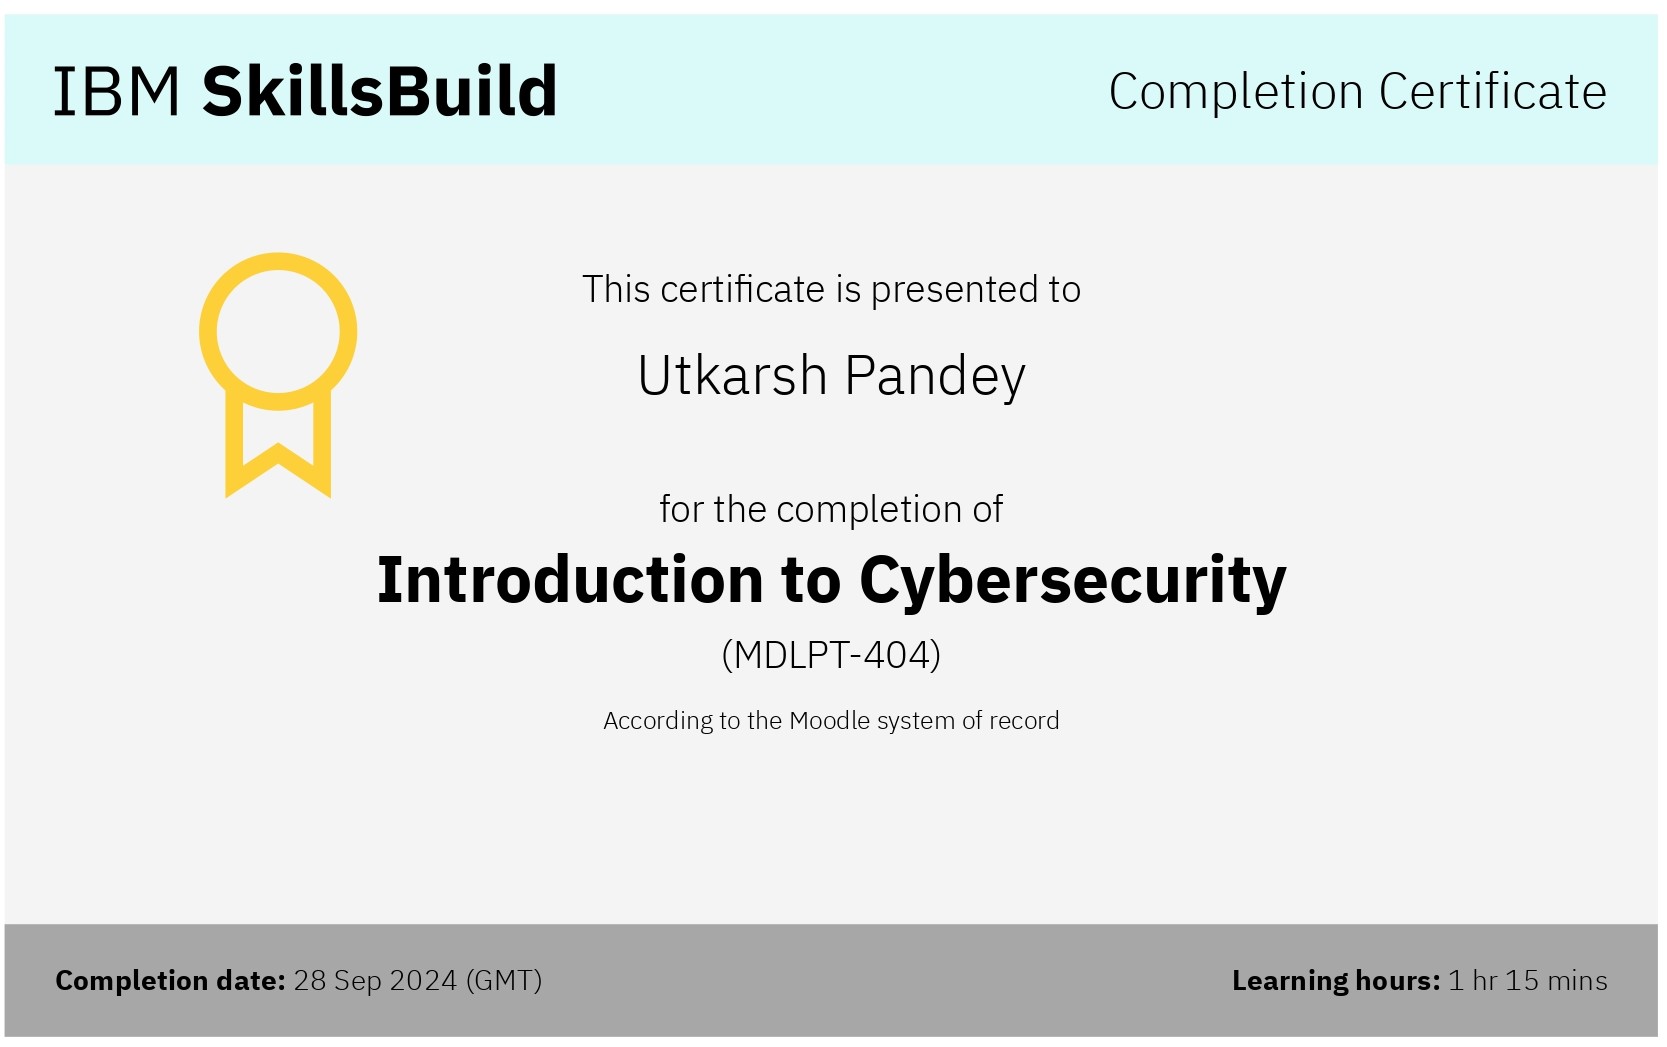 IBM SkillsBuild
Completion Certificate
This certificate is presented to
Utkarsh Pandey
for the completion of
Introduction to Cybersecurity
(MDLPT-404)
According to the Moodle system of record
Completion date: 28 Sep 2024 (GMT)
Learning hours: 1 hr 15 mins